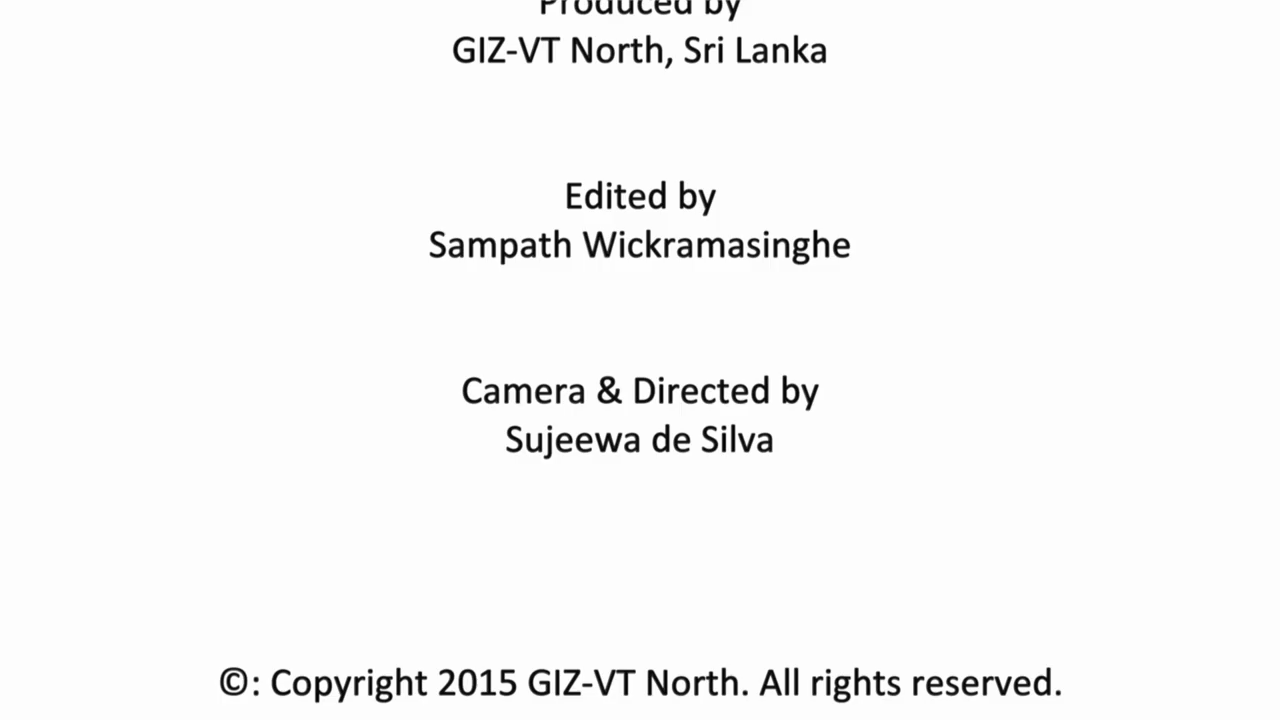 Produced by
GIZ-VT North, Sri Lanka
Edited by
Sampath Wickramasinghe
Camera & Directed by
Sujeewa de Silva
©: Copyright 2015 GIZ-VT North. All rights reserved.